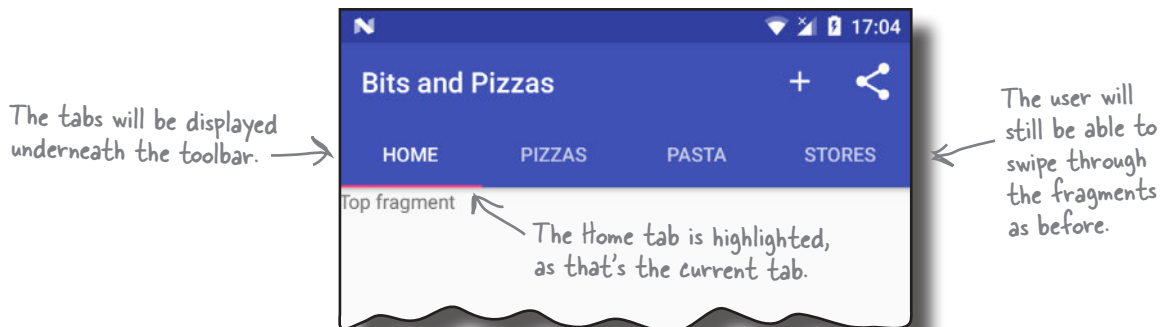 17:04
Bits and Pizzas
+
The tabs will be displayed
underneath the toolbar.
HOME PIZZAS PASTA STORES
The user will
still be able to
swipe through
the fragments
as before.
Top fragment
The Home tab is highlighted,
as that's the current tab.